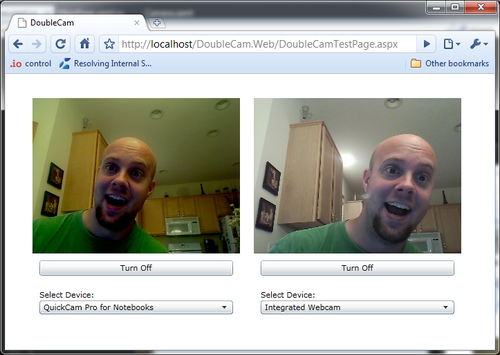 DoubleCam
http://localhost/DoubleCam.Web/DoubleCamTestPage.aspx
.io control Resolving Internal S... Other bookmarks
Turn Off Turn Off
Select Device: Select Device:
QuickCam Pro for Notebooks Integrated Webcam